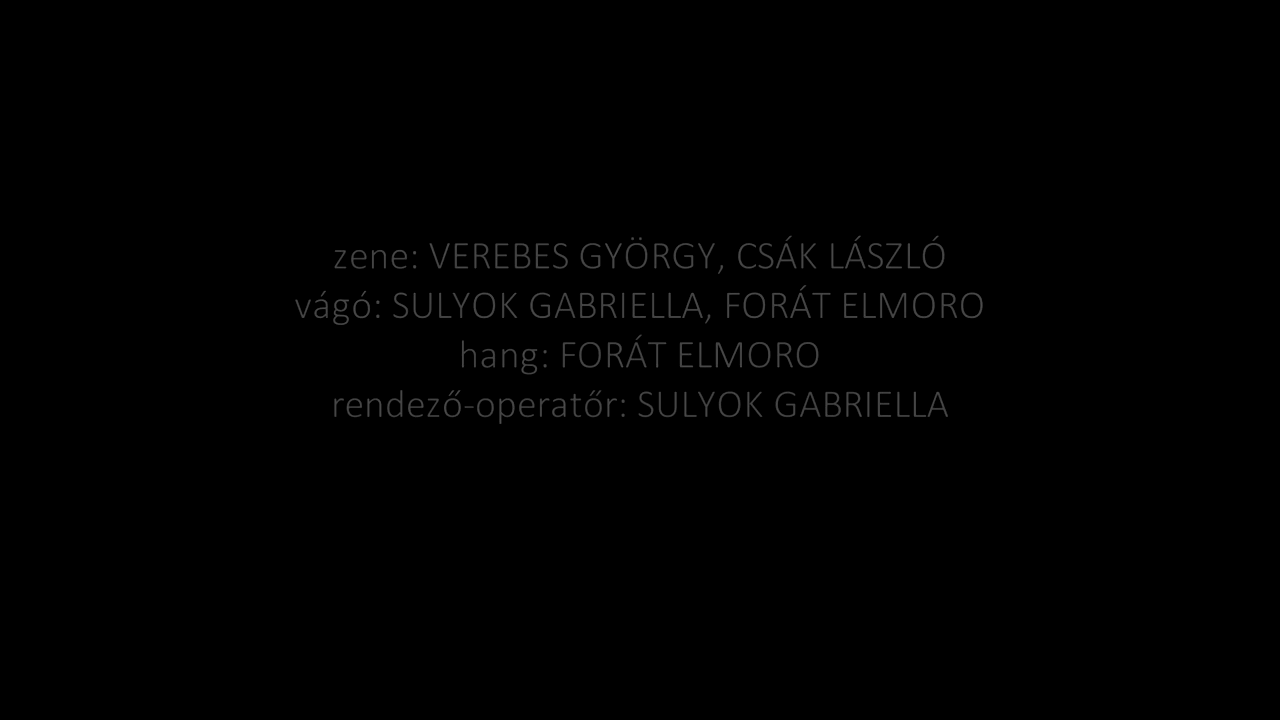 zene: VEREBES GYÖRGY, CSÁK LÁSZLÓ
vágó: SULYOK GABRIELLA, FORÁT ELMORO
hang: FORÁT ELMORO
rendező-operatőr: SULYOK GABRIELLA